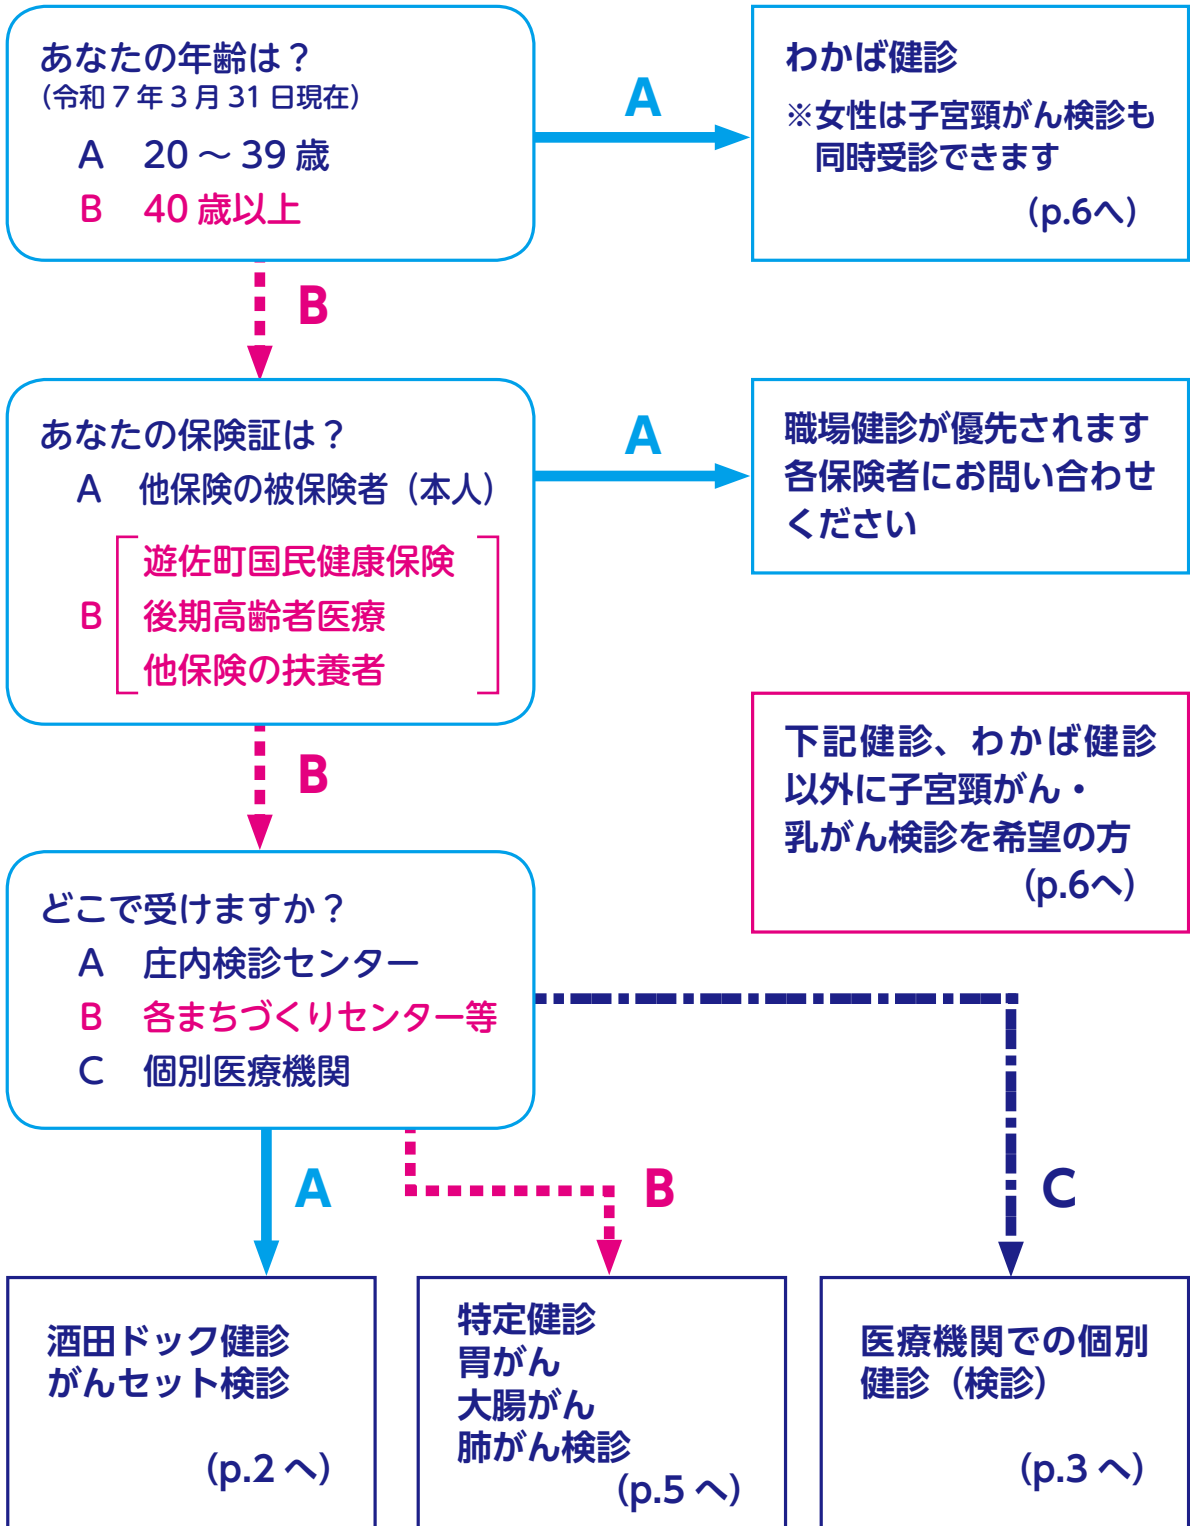 あなたの年齢は？
（令和 7 年 3 月 31 日現在）
A　20 ～ 39 歳
B　40 歳以上
A
わかば健診
※女性は子宮頸がん検診も
同時受診できます
(p.6へ)
B
あなたの保険証は？
A　他保険の被保険者（本人）
B
遊佐町国民健康保険
後期高齢者医療
他保険の扶養者
A
職場健診が優先されます
各保険者にお問い合わせ
ください
B
下記健診、わかば健診
以外に子宮頸がん・
乳がん検診を希望の方
(p.6へ)
どこで受けますか？
A　庄内検診センター
B　各まちづくりセンター等
C　個別医療機関
A
B
C
酒田ドック健診
がんセット検診
(p.2 へ)
特定健診
胃がん
大腸がん
肺がん検診
(p.5 へ)
医療機関での個別
健診（検診）
(p.3 へ)